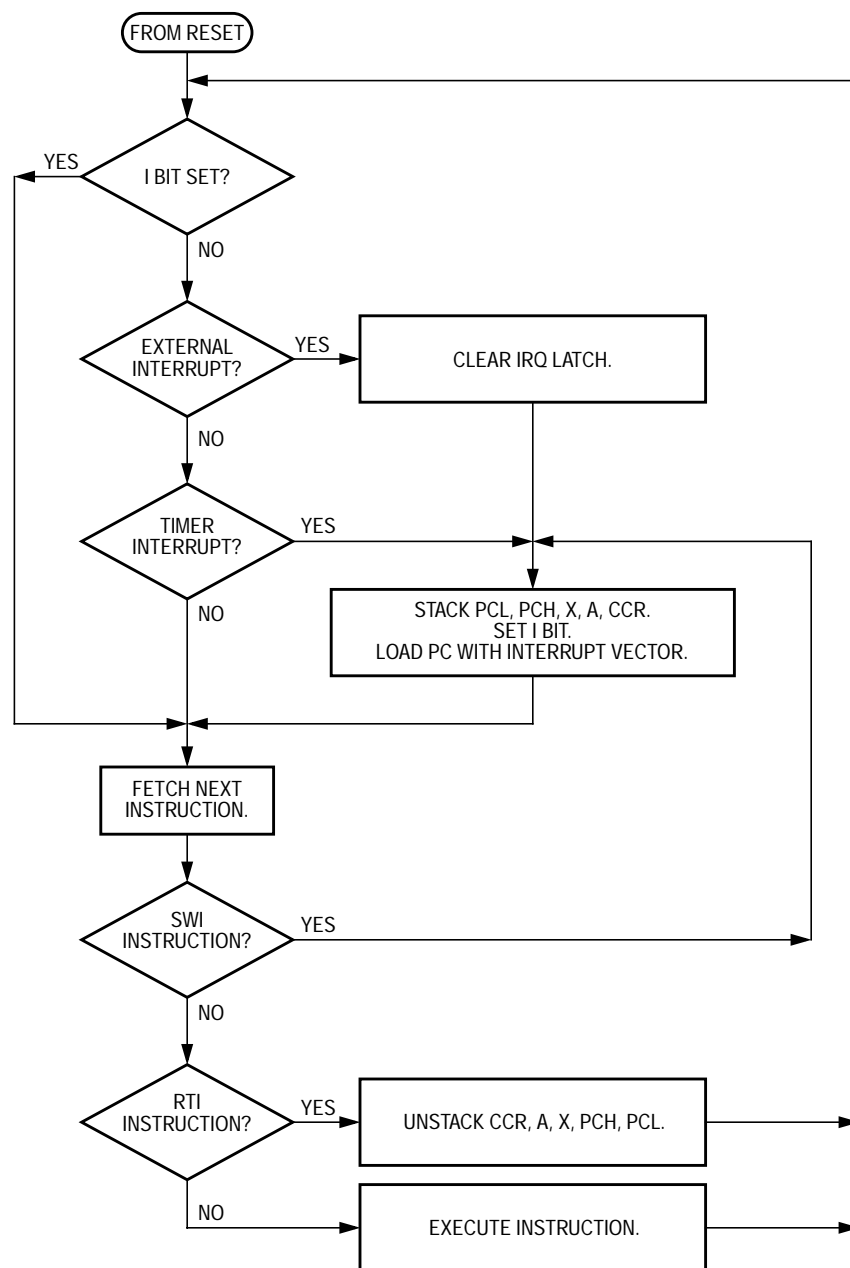 FROM RESET
I BIT SET?
YES
NO
EXTERNAL
INTERRUPT?
YES
CLEAR IRQ LATCH.
NO
TIMER
INTERRUPT?
YES
NO
STACK PCL, PCH, X, A, CCR.
SET I BIT.
LOAD PC WITH INTERRUPT VECTOR.
FETCH NEXT
INSTRUCTION.
SWI
INSTRUCTION?
YES
NO
RTI
INSTRUCTION?
YES
UNSTACK CCR, A, X, PCH, PCL.
NO
EXECUTE INSTRUCTION.